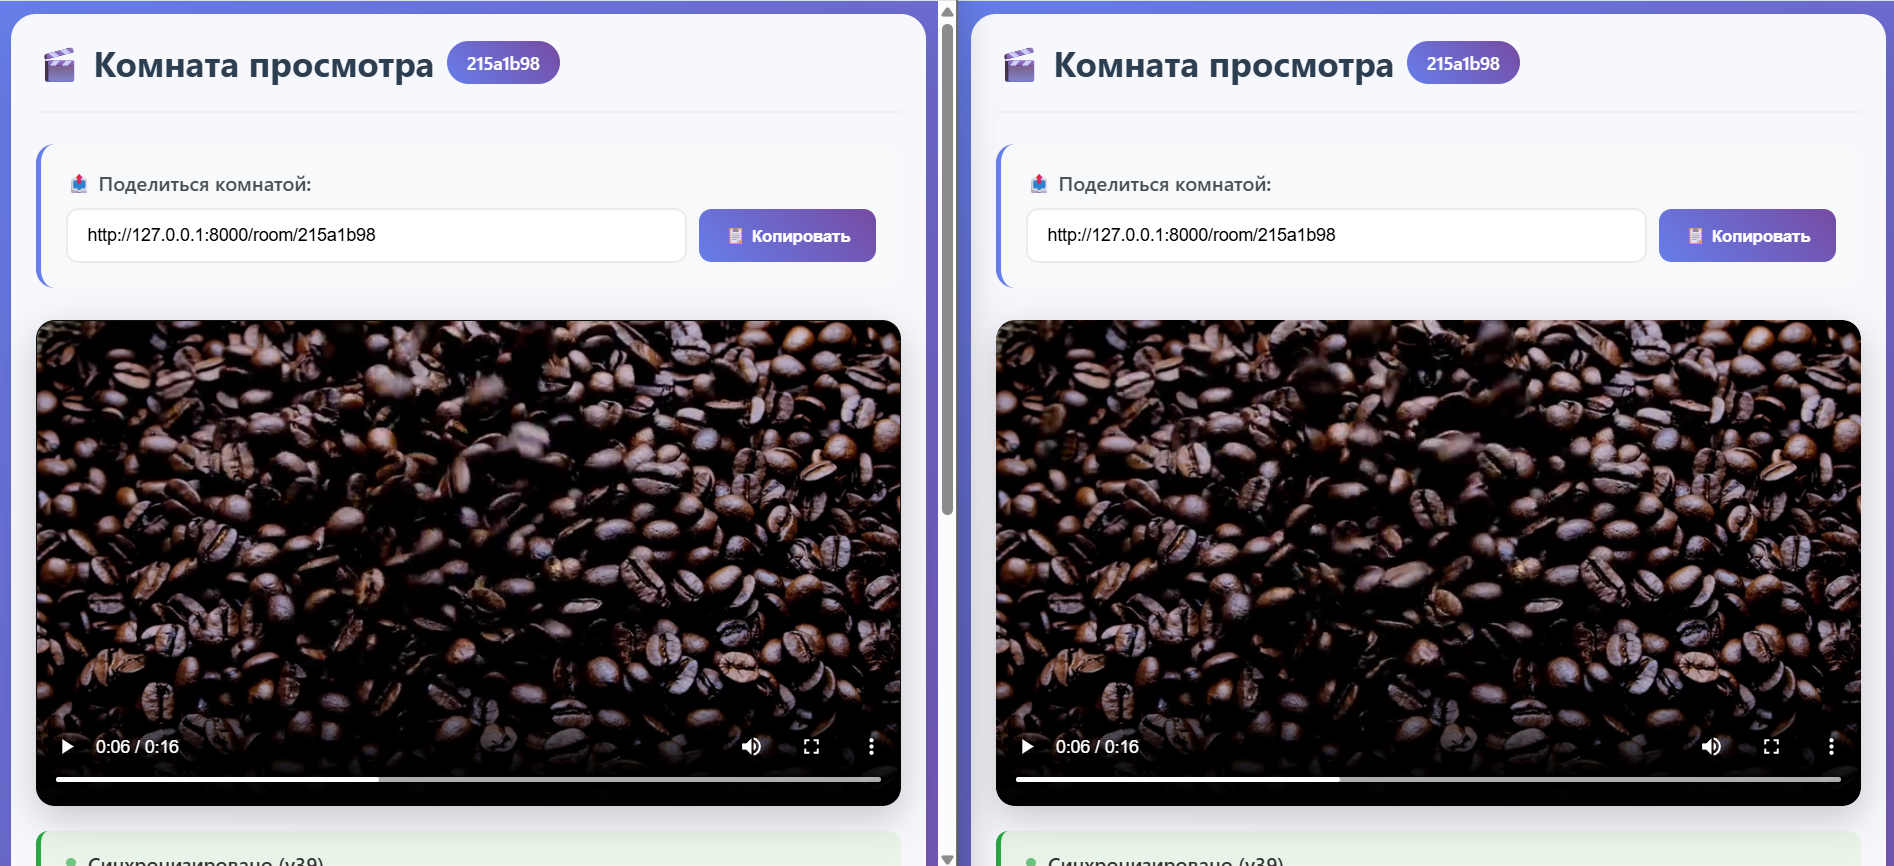 Комната просмотра 215a1b98
Поделиться комнатой:
http://127.0.0.1:8000/room/215a1b98
Копировать
0:06 / 0:16
Синхронизировано (v39)
Комната просмотра 215a1b98
Поделиться комнатой:
http://127.0.0.1:8000/room/215a1b98
Копировать
0:06 / 0:16
Синхронизировано (v39)